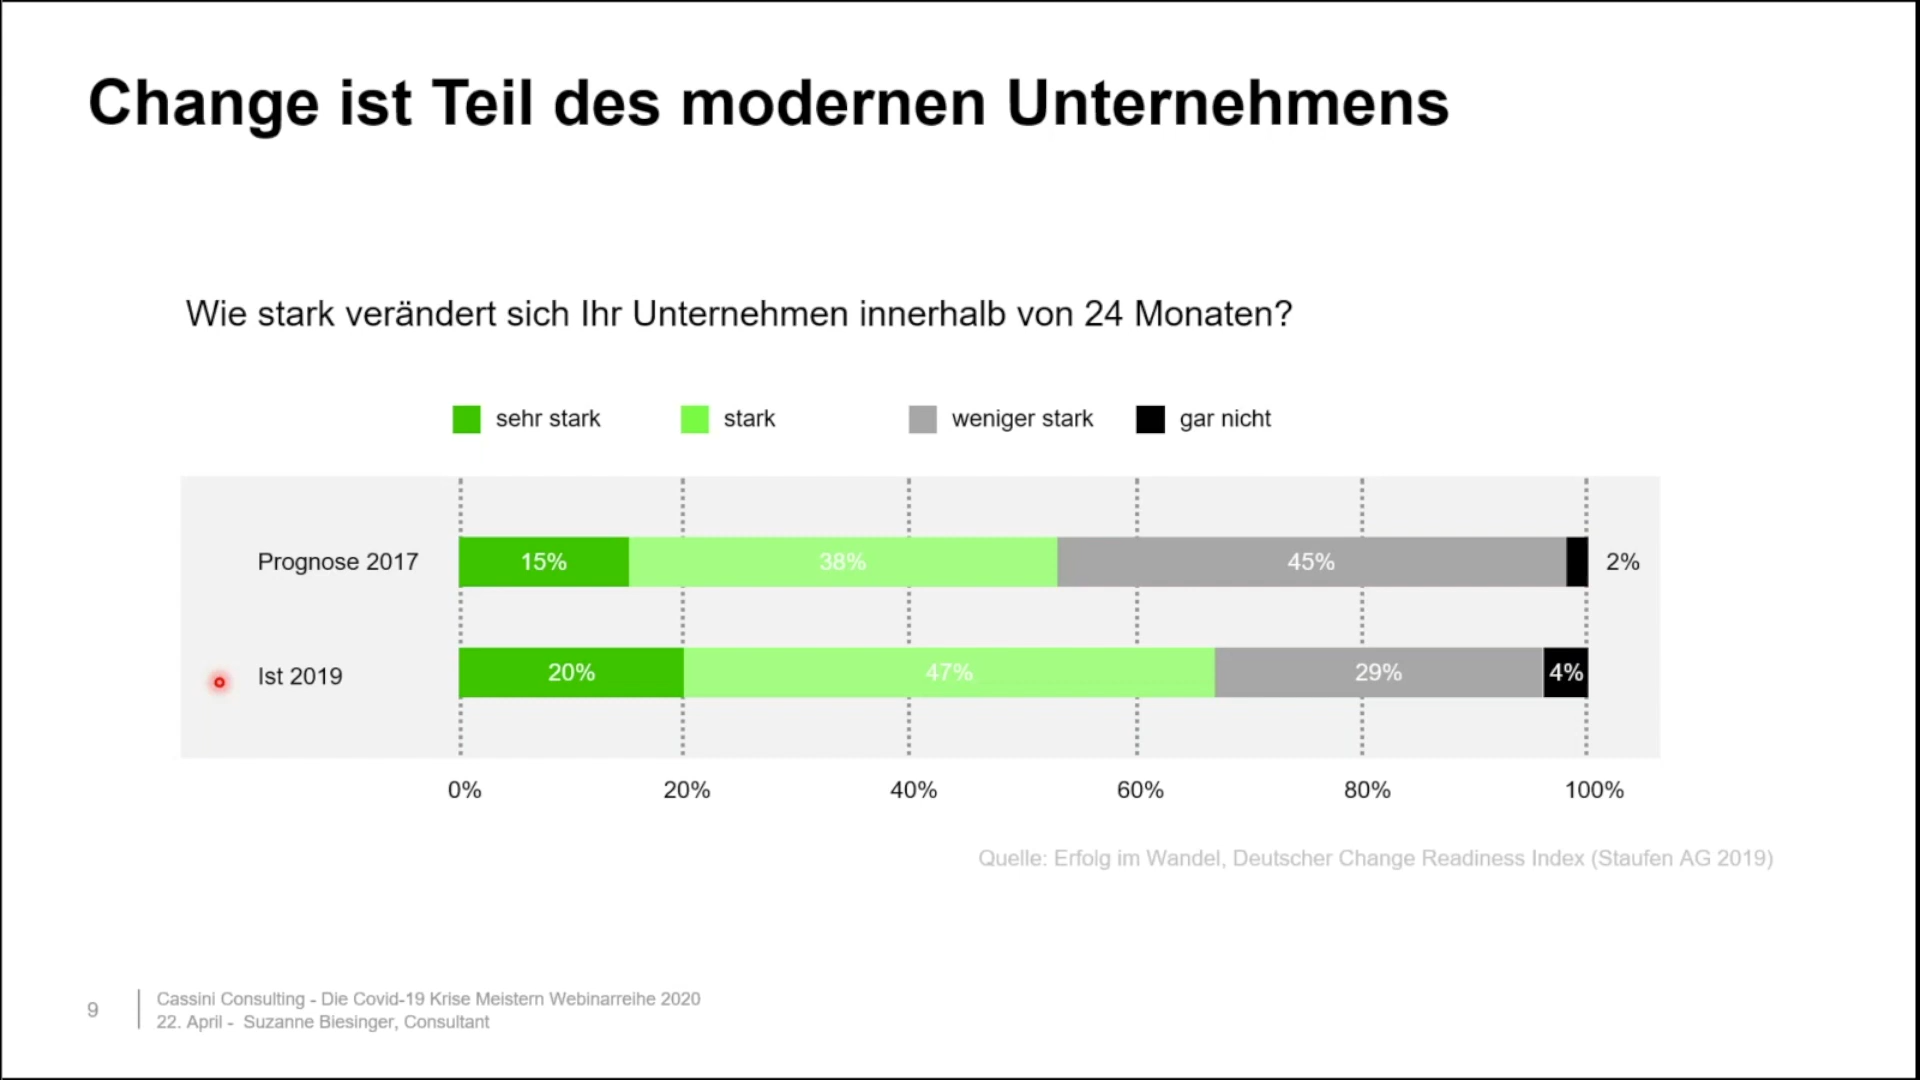 Change ist Teil des modernen Unternehmens
Wie stark verändert sich Ihr Unternehmen innerhalb von 24 Monaten?
sehr stark stark weniger stark gar nicht
Prognose 2017 15% 38% 45% 2%
Ist 2019 20% 47% 29% 4%
0% 20% 40% 60% 80% 100%
Quelle: Erfolg im Wandel, Deutscher Change Readiness Index (Staufen AG 2019)
9
Cassini Consulting - Die Covid-19 Krise Meistern Webinarreihe 2020
22. April - Suzanne Biesinger, Consultant